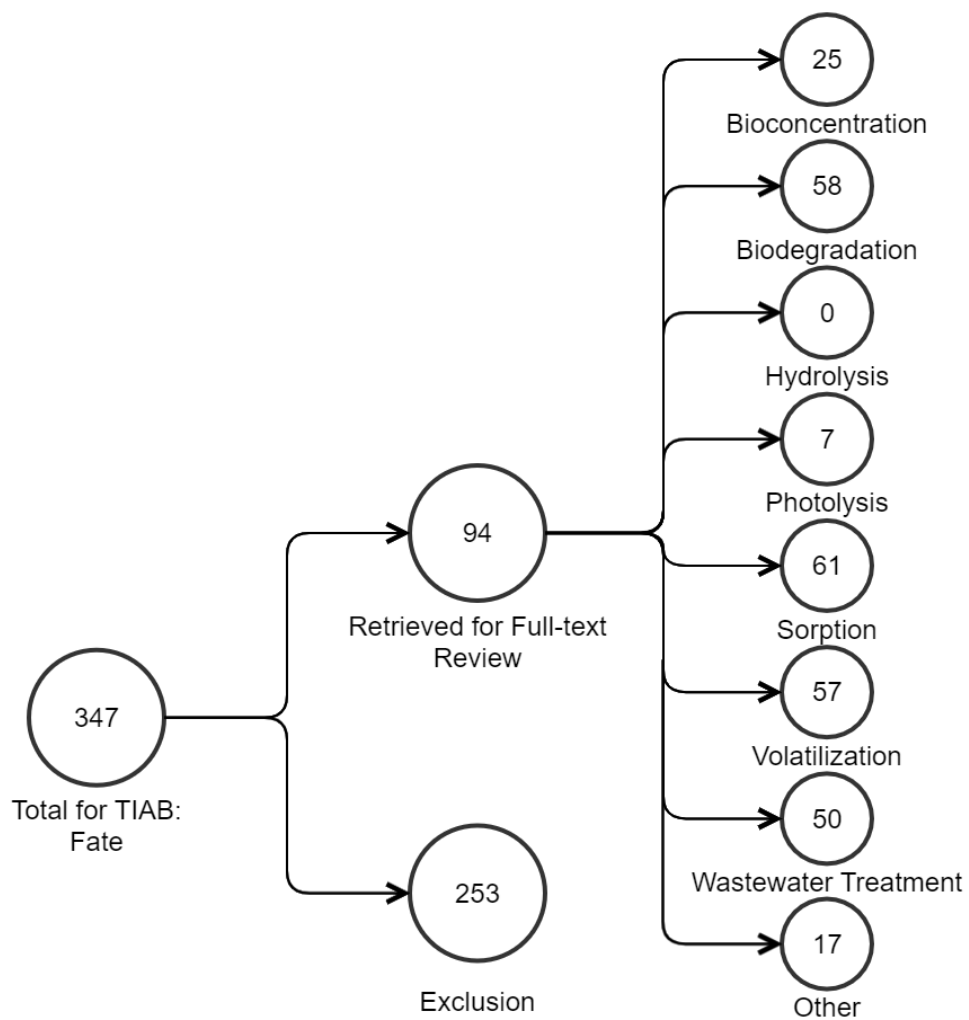 347
Total for TIAB:
Fate
94
Retrieved for Full-text
Review
253
Exclusion
25
Bioconcentration
58
Biodegradation
0
Hydrolysis
7
Photolysis
61
Sorption
57
Volatilization
50
Wastewater Treatment
17
Other